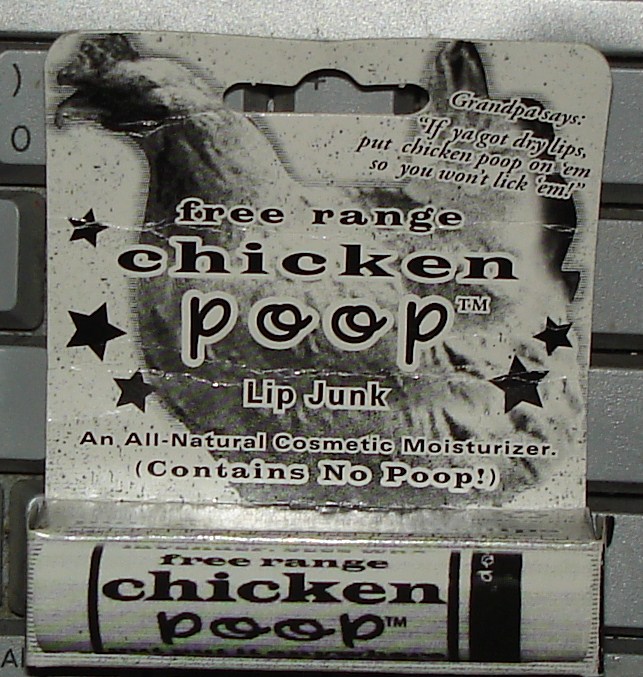 )
0
Grandpa says:
"If ya got dry lips,
put chicken poop on 'em
so you won't lick 'em!"
free range
chicken
poop™
Lip Junk
An All-Natural Cosmetic Moisturizer.
(Contains No Poop!)
free range
chicken
poop™